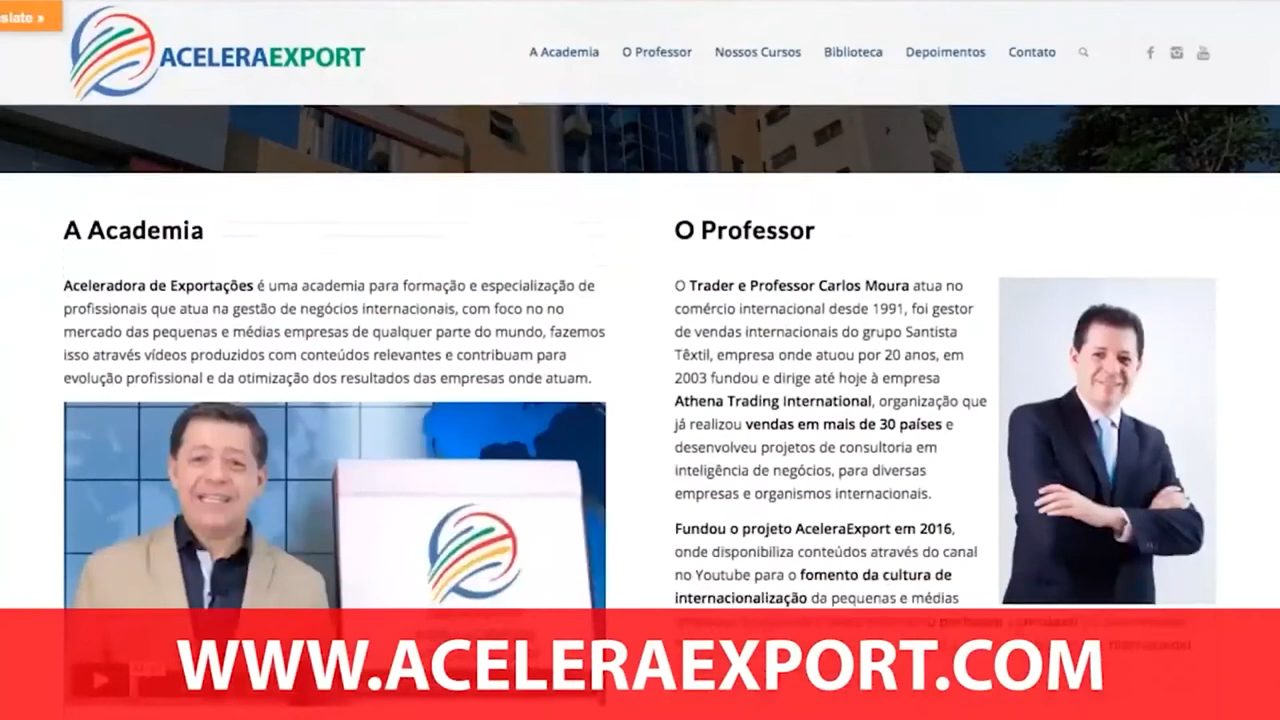 slate »
ACELERAEXPORT
A Academia O Professor Nossos Cursos Biblioteca Depoimentos Contato
A Academia
Aceleradora de Exportações é uma academia para formação e especialização de
profissionais que atua na gestão de negócios internacionais, com foco no no
mercado das pequenas e médias empresas de qualquer parte do mundo, fazemos
isso através vídeos produzidos com conteúdos relevantes e contribuam para
evolução profissional e da otimização dos resultados das empresas onde atuam.
O Professor
O Trader e Professor Carlos Moura atua no
comércio internacional desde 1991, foi gestor
de vendas internacionais do grupo Santista
Têxtil, empresa onde atuou por 20 anos, em
2003 fundou e dirige até hoje à empresa
Athena Trading International, organização que
já realizou vendas em mais de 30 países e
desenvolveu projetos de consultoria em
inteligência de negócios, para diversas
empresas e organismos internacionais.
Fundou o projeto AceleraExport em 2016,
onde disponibiliza conteúdos através do canal
no Youtube para o fomento da cultura de
internacionalização da pequenas e médias
WWW.ACELERAEXPORT.COM